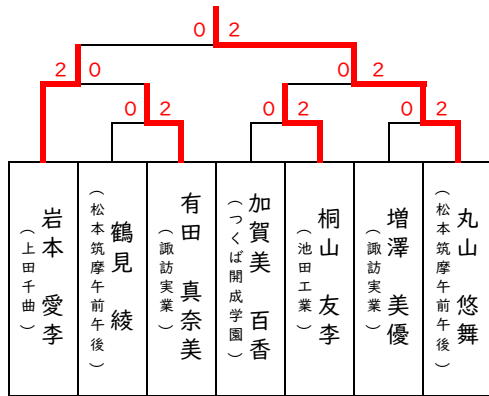 0 2
2 0
0 2
0 2
0 2
0 2
岩本 愛李
(上田千曲)
鶴見 綾
(松本筑摩午前午後)
有田 真奈美
(諏訪実業)
加賀美 百香
(つくば開成学園)
桐山 友李
(池田工業)
増澤 美優
(諏訪実業)
丸山 悠舞
(松本筑摩午前午後)